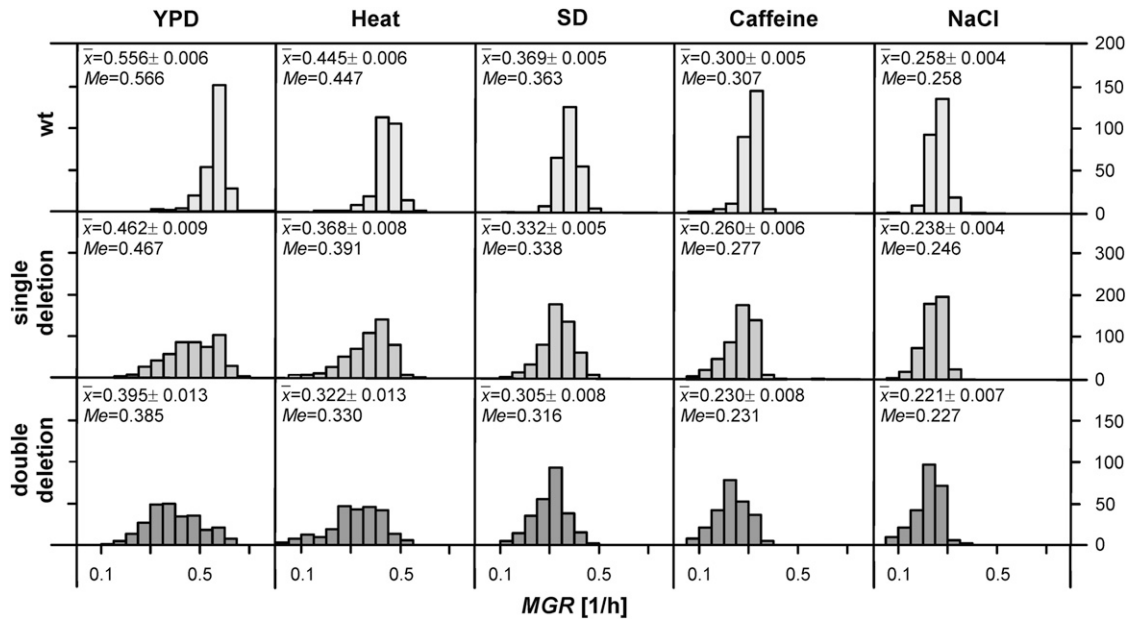 YPD Heat SD Caffeine NaCl
x̄=0.556± 0.006 x̄=0.445± 0.006 x̄=0.369± 0.005 x̄=0.300± 0.005 x̄=0.258± 0.004 200
Me=0.566 Me=0.447 Me=0.363 Me=0.307 Me=0.258
150
wt 100
50
0
x̄=0.462± 0.009 x̄=0.368± 0.008 x̄=0.332± 0.005 x̄=0.260± 0.006 x̄=0.238± 0.004
Me=0.467 Me=0.391 Me=0.338 Me=0.277 Me=0.246 300
single
deletion
200
100
0
x̄=0.395± 0.013 x̄=0.322± 0.013 x̄=0.305± 0.008 x̄=0.230± 0.008 x̄=0.221± 0.007
Me=0.385 Me=0.330 Me=0.316 Me=0.231 Me=0.227 150
double
deletion
100
50
0
0.1 0.5 0.1 0.5 0.1 0.5 0.1 0.5 0.1 0.5
MGR [1/h]